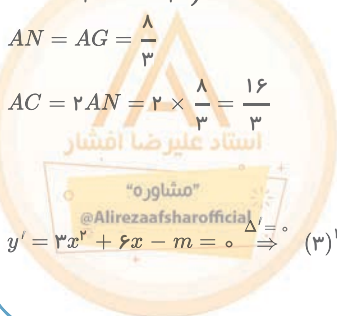 AN = AG = ۸/۳
AC = ۲AN = ۲ × ۸/۳ = ۱۶/۳
استاد علیرضا افشار
“مشاوره”
@Alirezaafsharofficial
y′ = ۳x² + ۶x − m = ۰ ⇒ Δ′=۰ (۳)